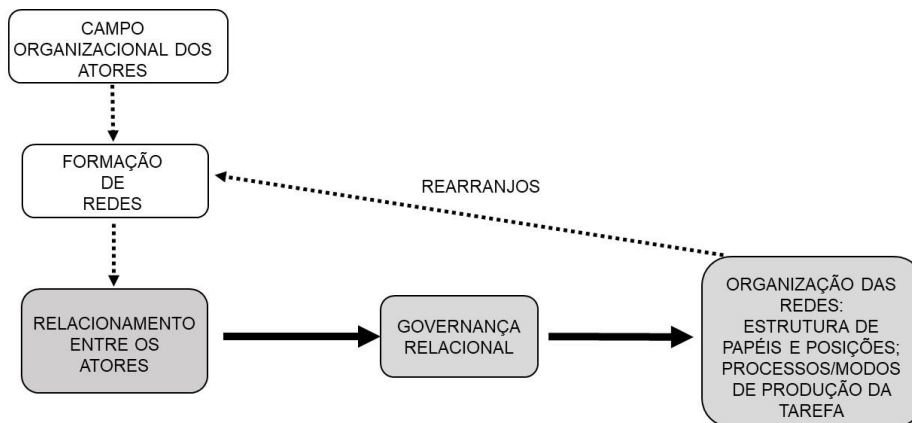 CAMPO
ORGANIZACIONAL DOS
ATORES
FORMAÇÃO
DE
REDES
REARRANJOS
RELACIONAMENTO
ENTRE OS
ATORES
GOVERNANÇA
RELACIONAL
ORGANIZAÇÃO DAS
REDES:
ESTRUTURA DE
PAPÉIS E POSIÇÕES;
PROCESSOS/MODOS
DE PRODUÇÃO DA
TAREFA